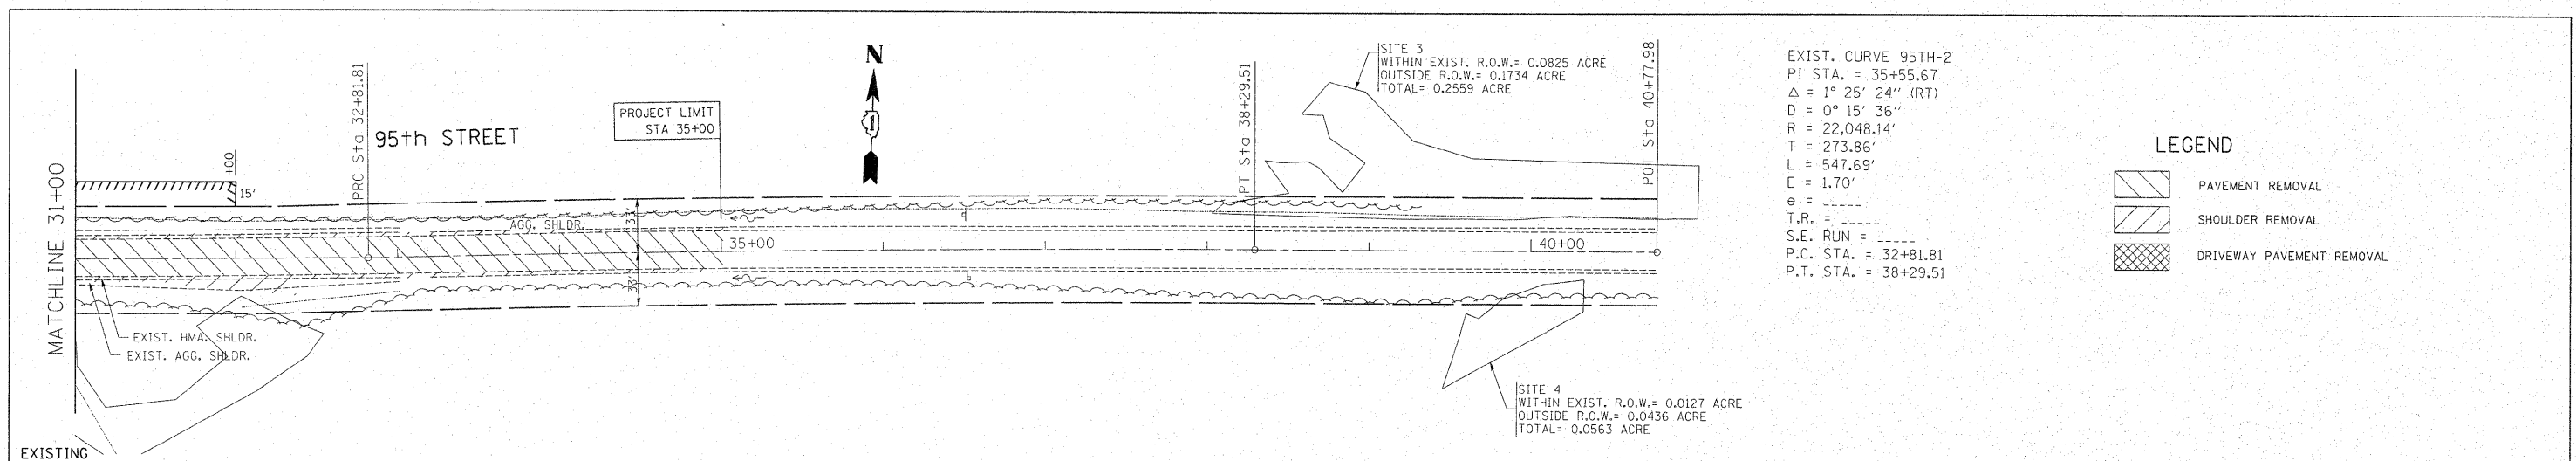 MATCHLINE 31+00
+00
15'
PRC Sta 32+81.81
95th STREET
PROJECT LIMIT
STA 35+00
N
1
AGG. SHLDR.
33'
33'
35+00
40+00
PT Sta 38+29.51
POT Sta 40+77.98
SITE 3
WITHIN EXIST. R.O.W.= 0.0825 ACRE
OUTSIDE R.O.W.= 0.1734 ACRE
TOTAL= 0.2559 ACRE
EXIST. HMA. SHLDR.
EXIST. AGG. SHLDR.
SITE 4
WITHIN EXIST. R.O.W.= 0.0127 ACRE
OUTSIDE R.O.W.= 0.0436 ACRE
TOTAL= 0.0563 ACRE
EXISTING
EXIST. CURVE 95TH-2
PI STA. = 35+55.67
Δ = 1° 25' 24" (RT)
D = 0° 15' 36"
R = 22,048.14'
T = 273.86'
L = 547.69'
E = 1.70'
e = _____
T.R. = _____
S.E. RUN = _____
P.C. STA. = 32+81.81
P.T. STA. = 38+29.51
LEGEND
PAVEMENT REMOVAL
SHOULDER REMOVAL
DRIVEWAY PAVEMENT REMOVAL